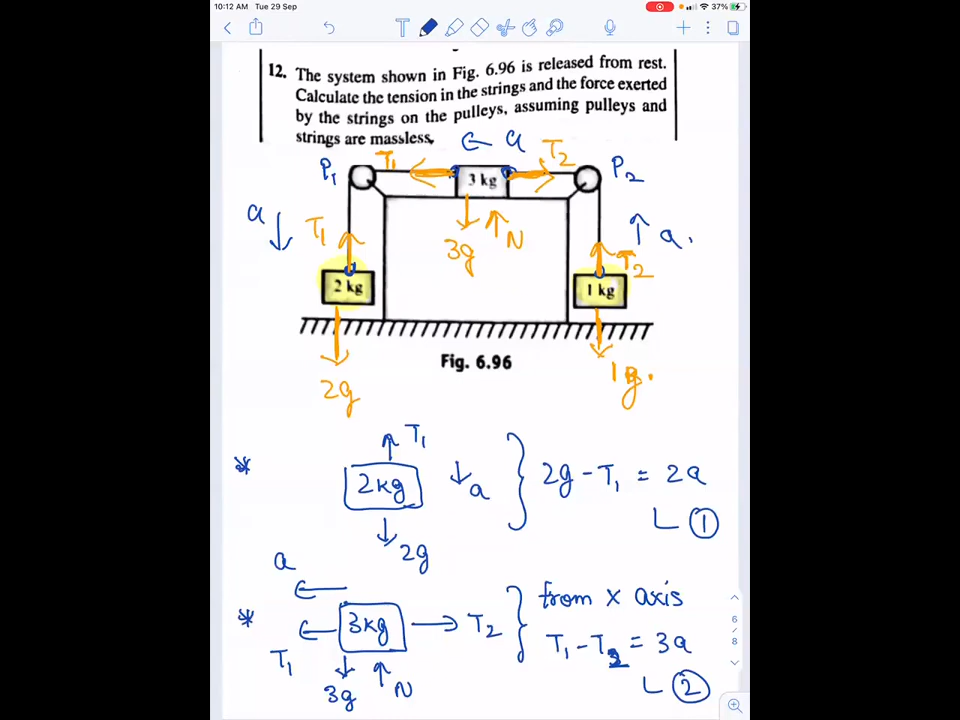 10:12 AM Tue 29 Sep
37%
12. The system shown in Fig. 6.96 is released from rest.
Calculate the tension in the strings and the force exerted
by the strings on the pulleys, assuming pulleys and
strings are massless.
a
P1 T1 T2 P2
3 kg
a T1 3g N T2 a.
2 kg 1 kg
Fig. 6.96
2g 1g.
T1
* 2kg a 2g - T1 = 2a
1
2g
a
from x axis
* 3kg T2
T1 T1 - T2 = 3a
3g N 2
6
/
8